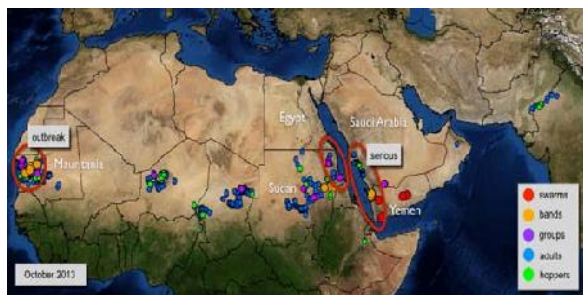 outbreak
Mauritania
Egypt
Saudi Arabia
serious
Sudan
Yemen
swarms
bands
groups
adults
hoppers
October 2013